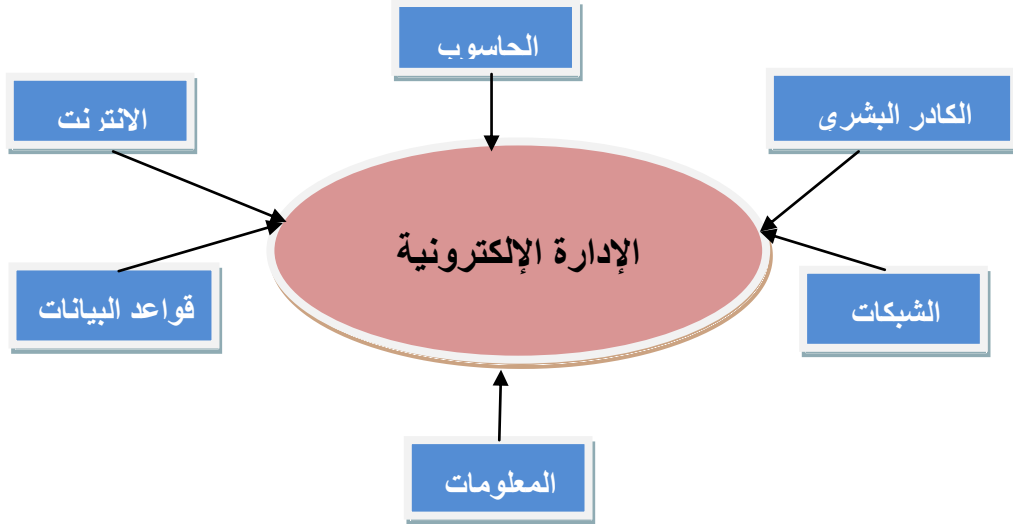 الحاسوب
الكادر البشري
الانترنت
الإدارة الإلكترونية
الشبكات
قواعد البيانات
المعلومات